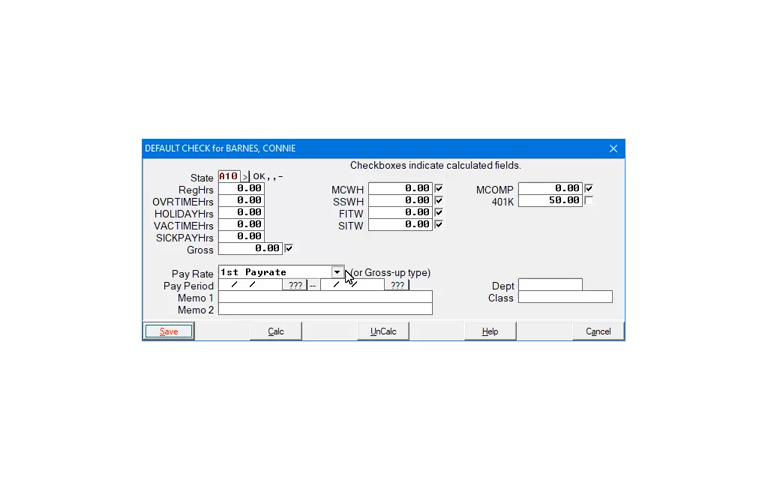 DEFAULT CHECK for BARNES, CONNIE
Checkboxes indicate calculated fields.
State A10 > OK,,-
RegHrs 0.00 MCWH 0.00 MCOMP 0.00
OVRTIMEHrs 0.00 SSWH 0.00 401K 50.00
HOLIDAYHrs 0.00 FITW 0.00
VACTIMEHrs 0.00 SITW 0.00
SICKPAYHrs 0.00
Gross 0.00
Pay Rate 1st Payrate (or Gross-up type)
Pay Period / / ??? -- / / ??? Dept
Memo 1 Class
Memo 2
Save Calc UnCalc Help Cancel